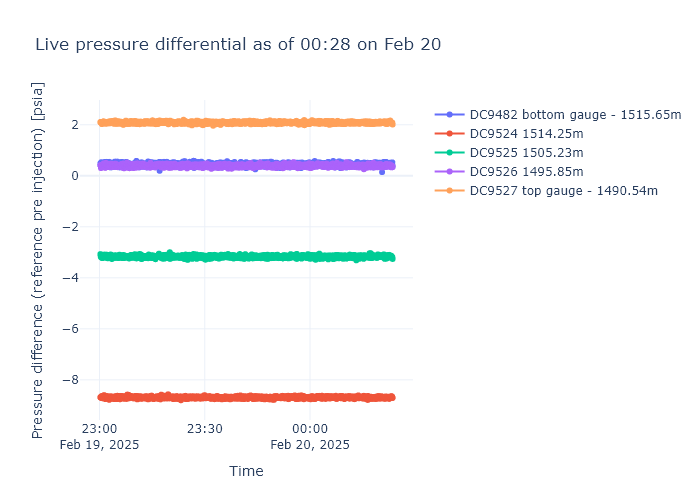 Live pressure differential as of 00:28 on Feb 20
Pressure difference (reference pre injection) [psia]
2
0
−2
−4
−6
−8
23:00
Feb 19, 2025
23:30
00:00
Feb 20, 2025
Time
DC9482 bottom gauge - 1515.65m
DC9524 1514.25m
DC9525 1505.23m
DC9526 1495.85m
DC9527 top gauge - 1490.54m